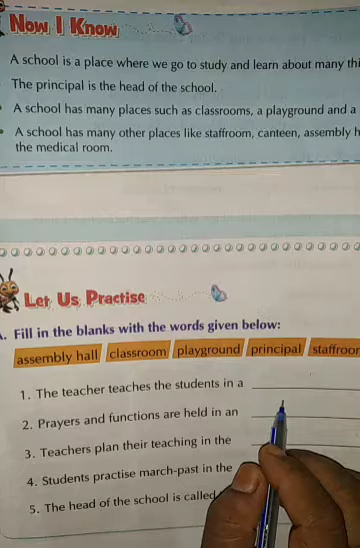 Now I Know
A school is a place where we go to study and learn about many
The principal is the head of the school.
A school has many places such as classrooms, a playground and a
A school has many other places like staffroom, canteen, assembly
the medical room.
Let Us Practise
Fill in the blanks with the words given below:
assembly hall classroom playground principal
1. The teacher teaches the students in a
2. Prayers and functions are held in an
3. Teachers plan their teaching in the
4. Students practise march-past in the
5. The head of the school is called